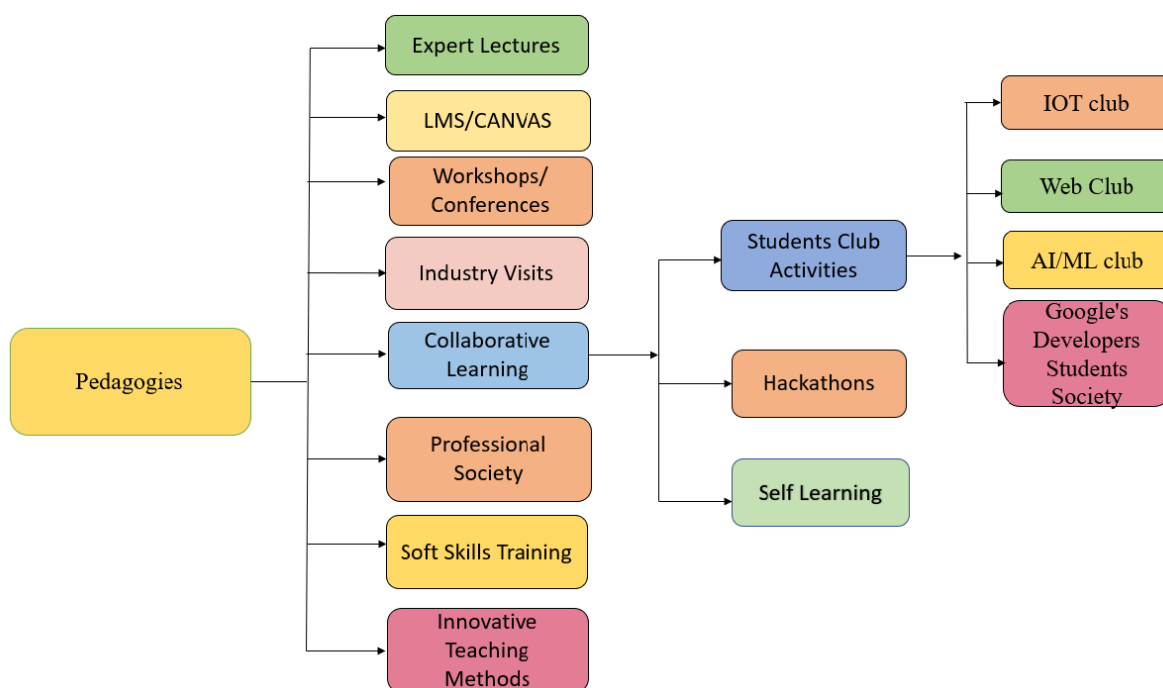 Expert Lectures
LMS/CANVAS
Workshops/
Conferences
Industry Visits
Collaborative
Learning
Professional
Society
Soft Skills Training
Innovative
Teaching
Methods
Pedagogies
Students Club
Activities
Hackathons
Self Learning
IOT club
Web Club
AI/ML club
Google's
Developers
Students
Society